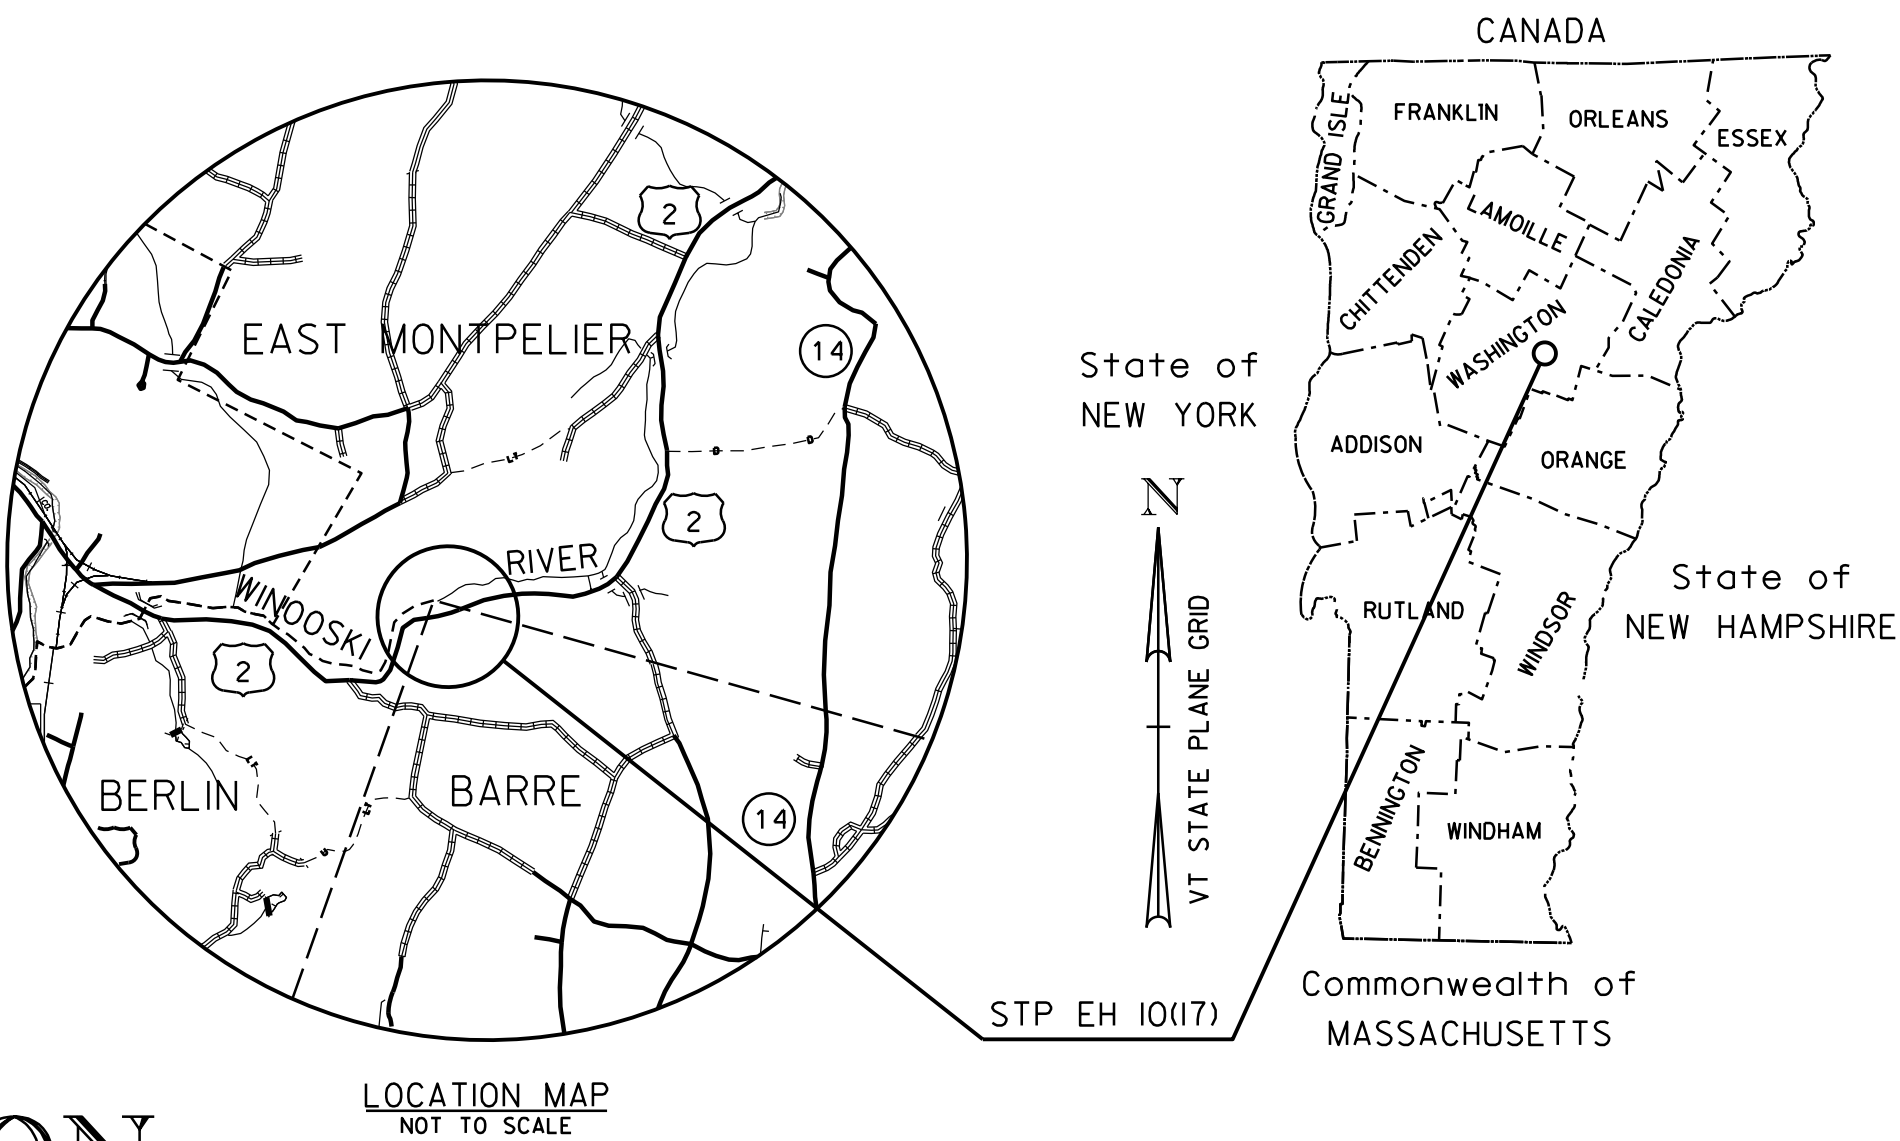 CANADA
FRANKLIN
ORLEANS
ESSEX
GRAND ISLE
LAMOILLE
CHITTENDEN
CALEDONIA
WASHINGTON
ADDISON
ORANGE
RUTLAND
WINDSOR
BENNINGTON
WINDHAM
State of
NEW YORK
State of
NEW HAMPSHIRE
Commonwealth of
MASSACHUSETTS
N
VT STATE PLANE GRID
2
EAST MONTPELIER
14
2
RIVER
WINOOSKI
2
BERLIN
BARRE
14
STP EH 10(17)
LOCATION MAP
NOT TO SCALE
ON